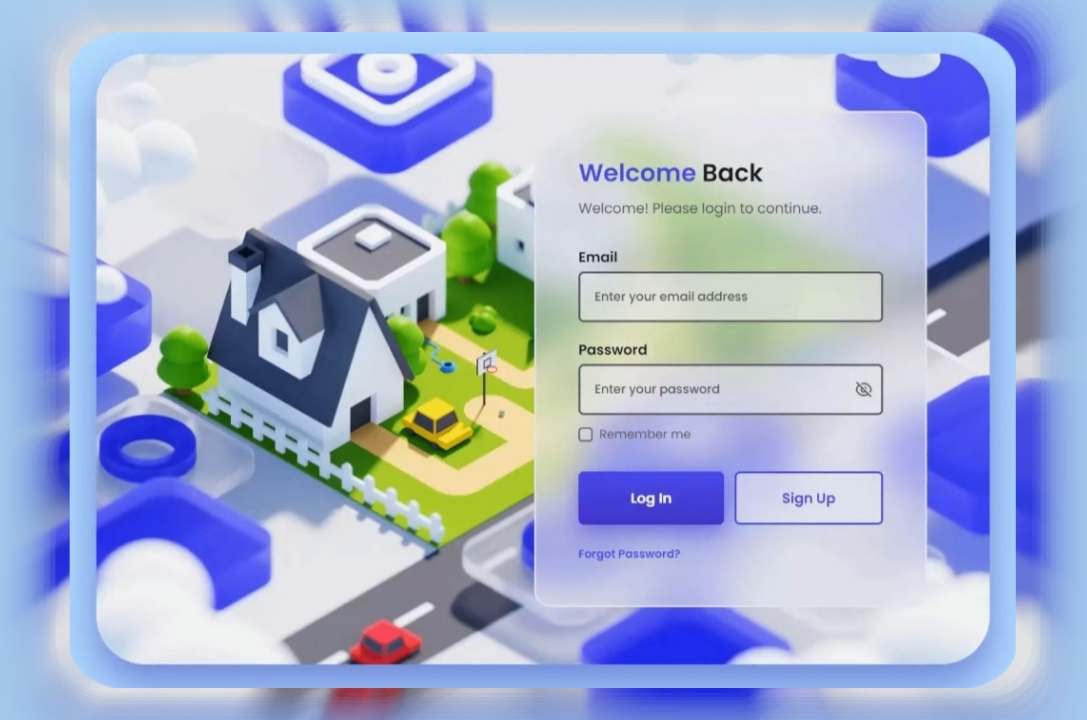 Welcome Back
Welcome! Please login to continue.
Email
Enter your email address
Password
Enter your password
Remember me
Log In
Sign Up
Forgot Password?